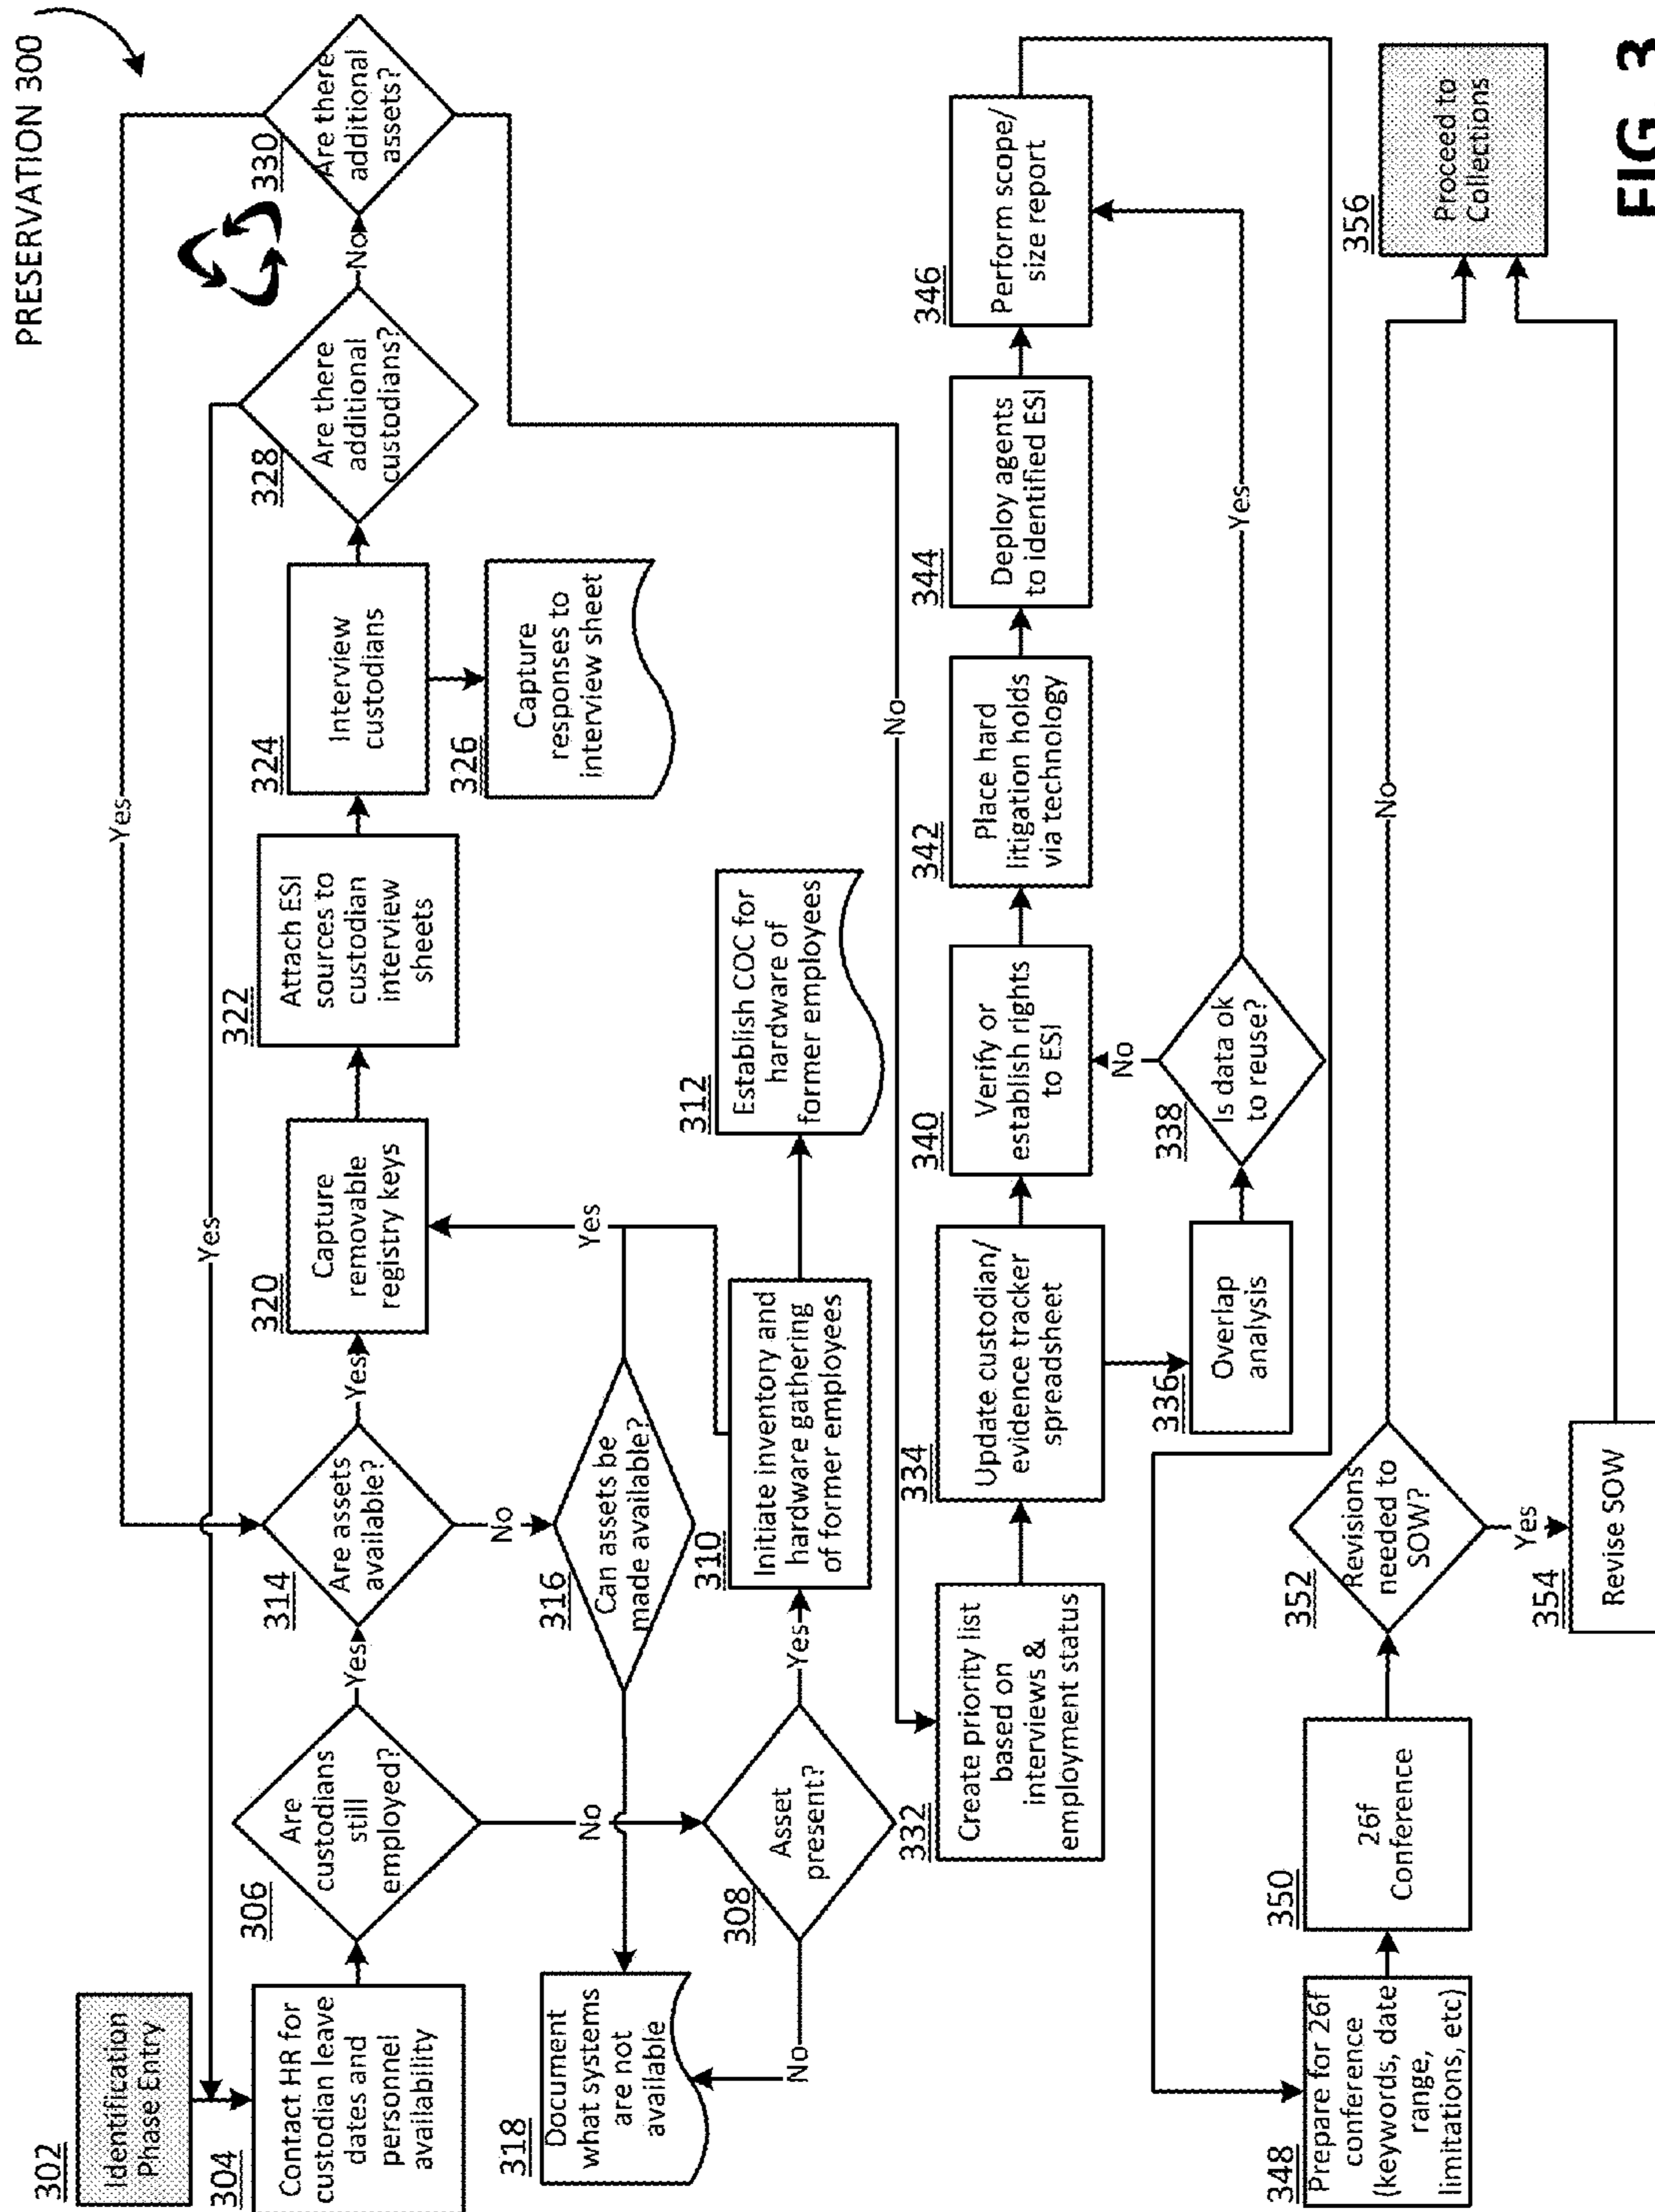 PRESERVATION 300
302
Identification
Phase Entry
304
Contact HR for
custodian leave
dates and
personnel
availability
306
Are
custodians
still
employed?
Yes
No
314
Are assets
available?
Yes
No
320
Capture
removable
registry keys
322
Attach ESI
sources to
custodian
interview
sheets
324
Interview
custodians
326
Capture
responses to
interview sheet
328
Are there
additional
custodians?
Yes
No
330
Are there
additional
assets?
Yes
No
316
Can assets be
made available?
Yes
318
Document
what systems
are not
available
308
Asset
present?
Yes
No
310
Initiate inventory and
hardware gathering
of former employees
312
Establish COC for
hardware of
former employees
332
Create priority list
based on
interviews &
employment status
334
Update custodian/
evidence tracker
spreadsheet
336
Overlap
analysis
338
Is data ok
to reuse?
No
Yes
340
Verify or
establish rights
to ESI
342
Place hard
litigation holds
via technology
344
Deploy agents
to identified ESI
346
Perform scope/
size report
348
Prepare for 26f
conference
(keywords, date
range,
limitations, etc)
350
26f
Conference
352
Revisions
needed to
SOW?
No
Yes
354
Revise SOW
356
Proceed to
Collections
FIG 3